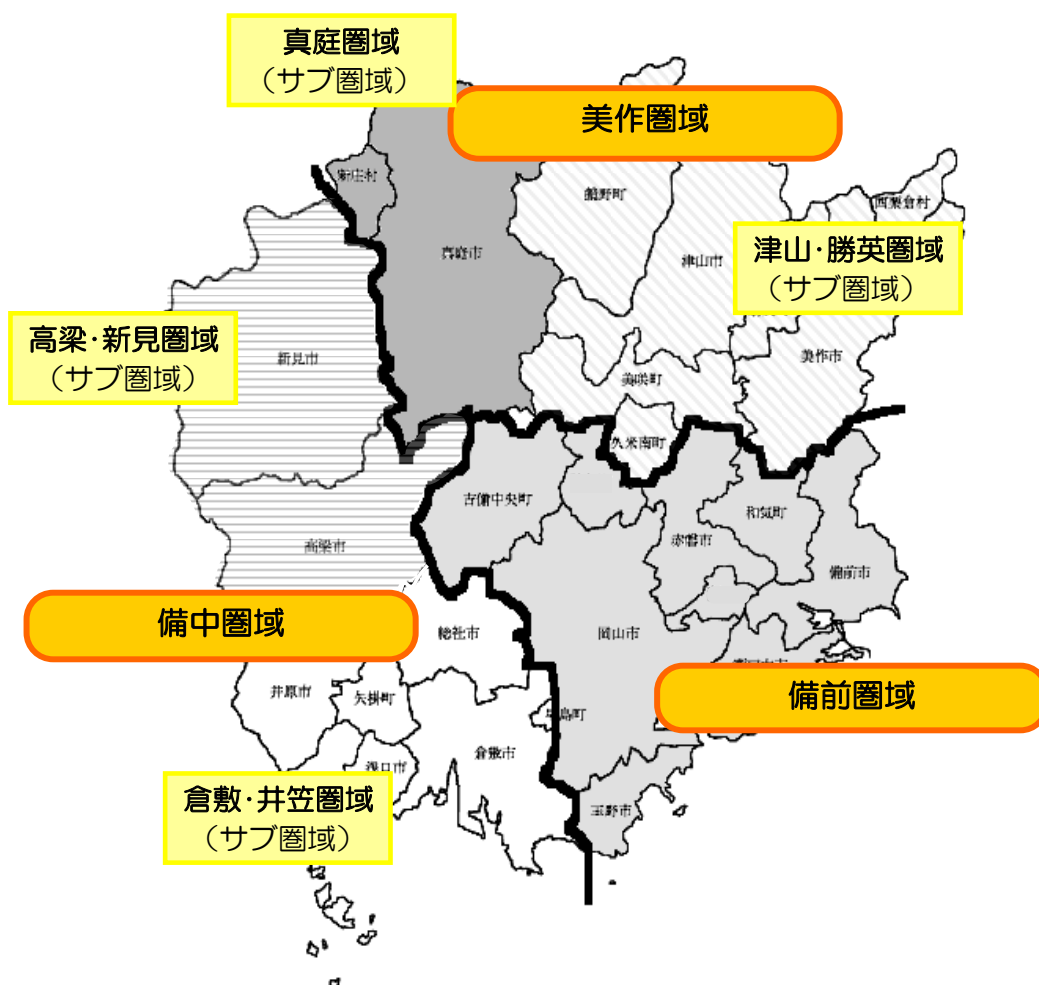 真庭圏域
（サブ圏域）
美作圏域
新庄村
鏡野町
西粟倉村
真庭市
津山市
津山・勝英圏域
（サブ圏域）
高梁・新見圏域
（サブ圏域）
新見市
美作市
美咲町
久米南町
吉備中央町
和気町
赤磐市
高梁市
備前市
備中圏域
総社市
岡山市
備前圏域
井原市
矢掛町
早島町
倉敷市
浅口市
倉敷・井笠圏域
（サブ圏域）
玉野市